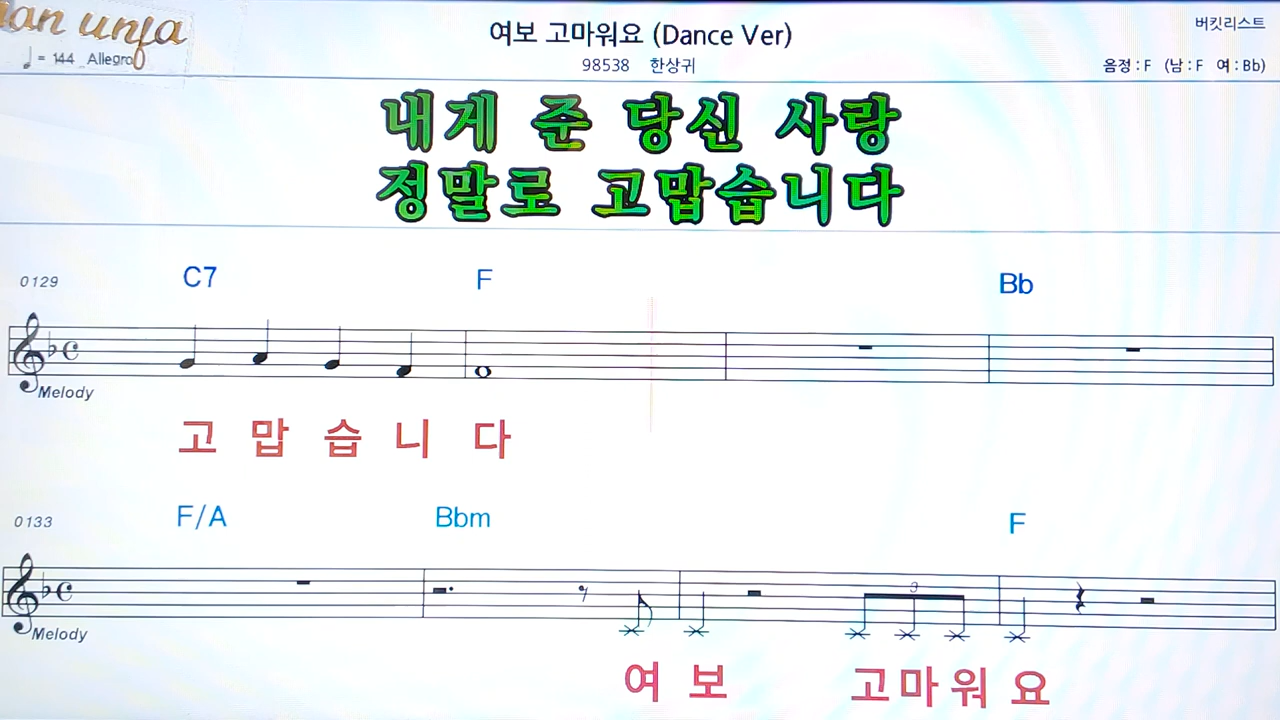 an unja
♩ = 144 Allegro
여보 고마워요 (Dance Ver)
98538 한상귀
버킷리스트
음정 : F (남 : F 여 : Bb)
내게 준 당신 사랑
정말로 고맙습니다
0129 C7 F Bb
Melody
고 맙 습 니 다
0133 F/A Bbm F
3
Melody
여 보 고 마 워 요